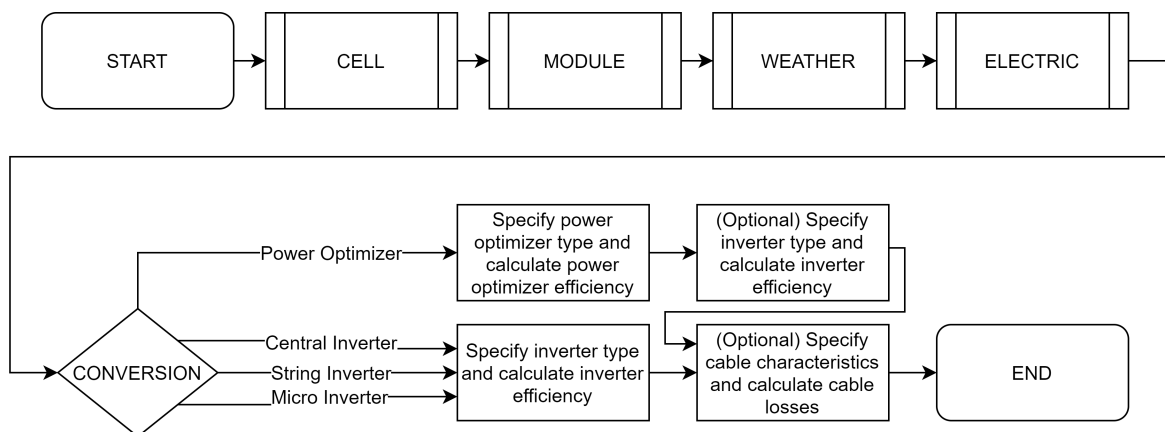 START
CELL
MODULE
WEATHER
ELECTRIC
Specify power
optimizer type and
calculate power
optimizer efficiency
(Optional) Specify
inverter type and
calculate inverter
efficiency
Power Optimizer
CONVERSION
Central Inverter
String Inverter
Micro Inverter
Specify inverter type
and calculate inverter
efficiency
(Optional) Specify
cable characteristics
and calculate cable
losses
END